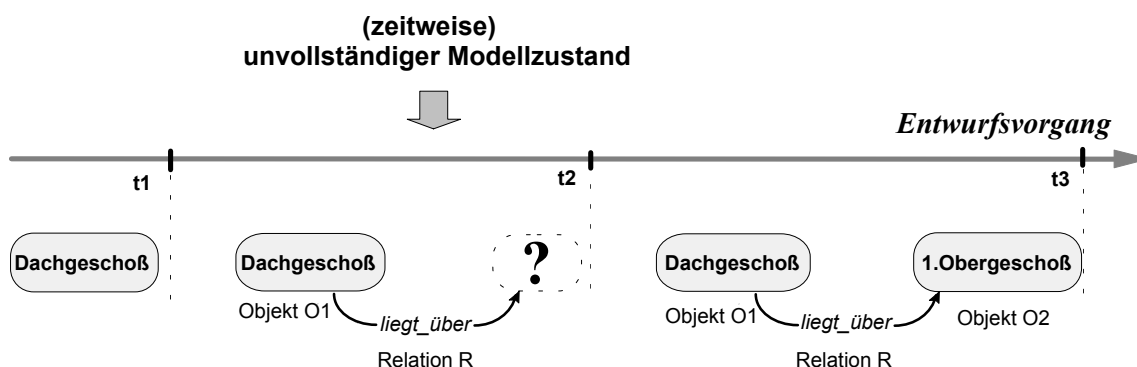 (zeitweise)
unvollständiger Modellzustand
Entwurfsvorgang
t1
t2
t3
Dachgeschoß
Dachgeschoß
?
Dachgeschoß
1.Obergeschoß
Objekt O1
liegt_über
Objekt O1
liegt_über
Objekt O2
Relation R
Relation R